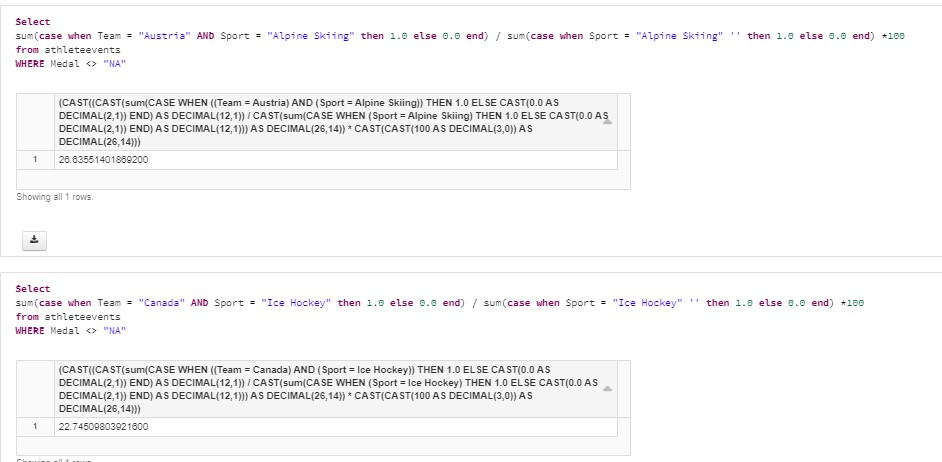 Select
sum(case when Team = "Austria" AND Sport = "Alpine Skiing" then 1.0 else 0.0 end) / sum(case when Sport = "Alpine Skiing" '' then 1.0 else 0.0 end) *100
from athleteevents
WHERE Medal <> "NA"
(CAST((CAST(sum(CASE WHEN ((Team = Austria) AND (Sport = Alpine Skiing)) THEN 1.0 ELSE CAST(0.0 AS
DECIMAL(2,1)) END) AS DECIMAL(12,1)) / CAST(sum(CASE WHEN (Sport = Alpine Skiing) THEN 1.0 ELSE CAST(0.0 AS
DECIMAL(2,1)) END) AS DECIMAL(12,1))) AS DECIMAL(26,14)) * CAST(CAST(100 AS DECIMAL(3,0)) AS
DECIMAL(26,14)))
1 26.63551401869200
Showing all 1 rows.
Select
sum(case when Team = "Canada" AND Sport = "Ice Hockey" then 1.0 else 0.0 end) / sum(case when Sport = "Ice Hockey" '' then 1.0 else 0.0 end) *100
from athleteevents
WHERE Medal <> "NA"
(CAST((CAST(sum(CASE WHEN ((Team = Canada) AND (Sport = Ice Hockey)) THEN 1.0 ELSE CAST(0.0 AS
DECIMAL(2,1)) END) AS DECIMAL(12,1)) / CAST(sum(CASE WHEN (Sport = Ice Hockey) THEN 1.0 ELSE CAST(0.0 AS
DECIMAL(2,1)) END) AS DECIMAL(12,1))) AS DECIMAL(26,14)) * CAST(CAST(100 AS DECIMAL(3,0)) AS
DECIMAL(26,14)))
1 22.74509803921600